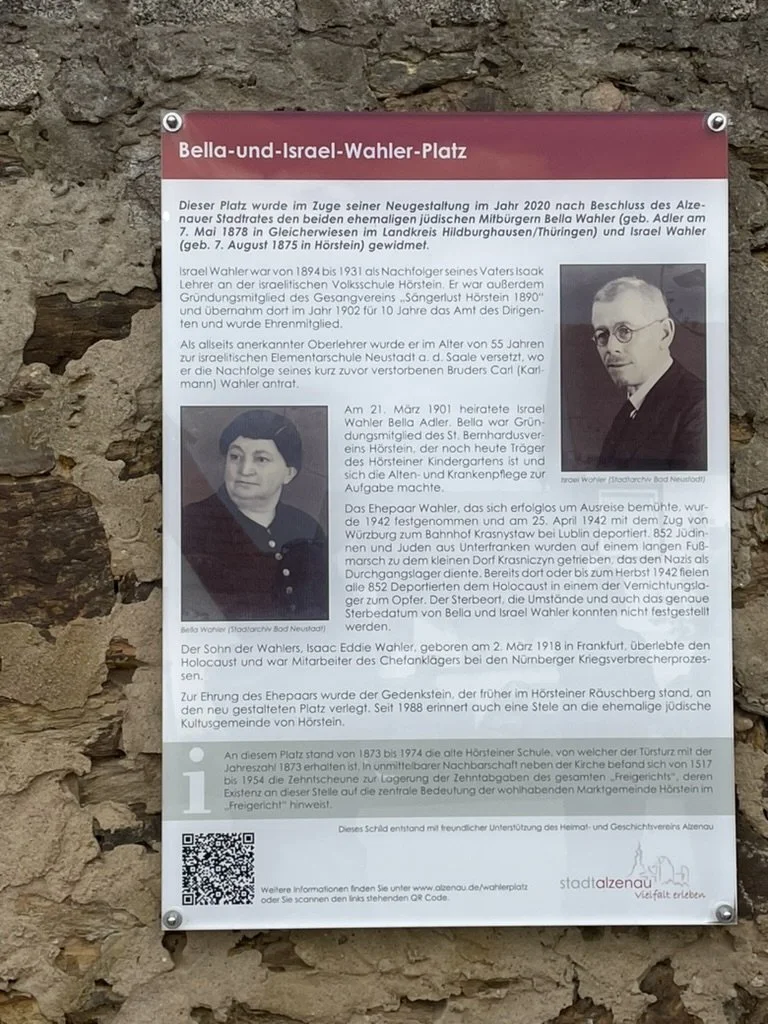 Bella-und-Israel-Wahler-Platz
Dieser Platz wurde im Zuge seiner Neugestaltung im Jahr 2020 nach Beschluss des Alze-
nauer Stadtrates den beiden ehemaligen jüdischen Mitbürgern Bella Wahler (geb. Adler am
7. Mai 1878 in Gleicherwiesen im Landkreis Hildburghausen/Thüringen) und Israel Wahler
(geb. 7. August 1875 in Hörstein) gewidmet.
Israel Wahler war von 1894 bis 1931 als Nachfolger seines Vaters Isaak
Lehrer an der israelitischen Volksschule Hörstein. Er war außerdem
Gründungsmitglied des Gesangvereins „Sängerlust Hörstein 1890"
und übernahm dort im Jahr 1902 für 10 Jahre das Amt des Dirigen-
ten und wurde Ehrenmitglied.
Als allseits anerkannter Oberlehrer wurde er im Alter von 55 Jahren
zur israelitischen Elementarschule Neustadt a. d. Saale versetzt, wo
er die Nachfolge seines kurz zuvor verstorbenen Bruders Carl (Karl-
mann) Wahler antrat.
Israel Wahler (Stadtarchiv Bad Neustadt)
Am 21. März 1901 heiratete Israel
Wahler Bella Adler. Bella war Grün-
dungsmitglied des St. Bernhardusver-
eins Hörstein, der noch heute Träger
des Hörsteiner Kindergartens ist und
sich die Alten- und Krankenpflege zur
Aufgabe machte.
Das Ehepaar Wahler, das sich erfolglos um Ausreise bemühte, wur-
de 1942 festgenommen und am 25. April 1942 mit dem Zug von
Würzburg zum Bahnhof Krasnystaw bei Lublin deportiert. 852 Jüdin-
nen und Juden aus Unterfranken wurden auf einem langen Fuß-
marsch zu dem kleinen Dorf Krasniczyn getrieben, das den Nazis als
Durchgangslager diente. Bereits dort oder bis zum Herbst 1942 fielen
alle 852 Deportierten dem Holocaust in einem der Vernichtungsla-
ger zum Opfer. Der Sterbeort, die Umstände und auch das genaue
Sterbedatum von Bella und Israel Wahler konnten nicht festgestellt
werden.
Bella Wahler (Stadtarchiv Bad Neustadt)
Der Sohn der Wahlers, Isaac Eddie Wahler, geboren am 2. März 1918 in Frankfurt, überlebte den
Holocaust und war Mitarbeiter des Chefanklägers bei den Nürnberger Kriegsverbrecherprozes-
sen.
Zur Ehrung des Ehepaars wurde der Gedenkstein, der früher im Hörsteiner Räuschberg stand, an
den neu gestalteten Platz verlegt. Seit 1988 erinnert auch eine Stele an die ehemalige jüdische
Kultusgemeinde von Hörstein.
i
An diesem Platz stand von 1873 bis 1974 die alte Hörsteiner Schule, von welcher der Türsturz mit der
Jahreszahl 1873 erhalten ist. In unmittelbarer Nachbarschaft neben der Kirche befand sich von 1517
bis 1954 die Zehntscheune zur Lagerung der Zehntabgaben des gesamten „Freigerichts", deren
Existenz an dieser Stelle auf die zentrale Bedeutung der wohlhabenden Marktgemeinde Hörstein im
„Freigericht" hinweist.
Dieses Schild entstand mit freundlicher Unterstützung des Heimat- und Geschichtsvereins Alzenau
Weitere Informationen finden Sie unter www.alzenau.de/wahlerplatz
oder Sie scannen den links stehenden QR Code.
stadtalzenau
vielfalt erleben